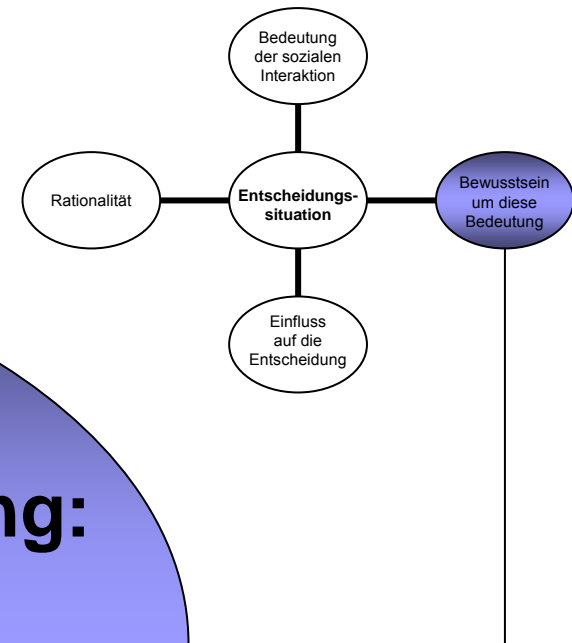 Bedeutung
der sozialen
Interaktion
Rationalität
Entscheidungs-
situation
Bewusstsein
um diese
Bedeutung
Einfluss
auf die
Entscheidung
ng: